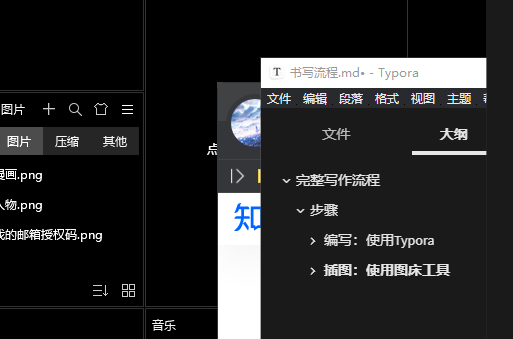 图片
图片 压缩 其他
漫画.png
人物.png
我的邮箱授权码.png
音乐
点
知
书写流程.md• - Typora
文件 编辑 段落 格式 视图 主题
文件 大纲
完整写作流程
步骤
编写：使用Typora
插图：使用图床工具